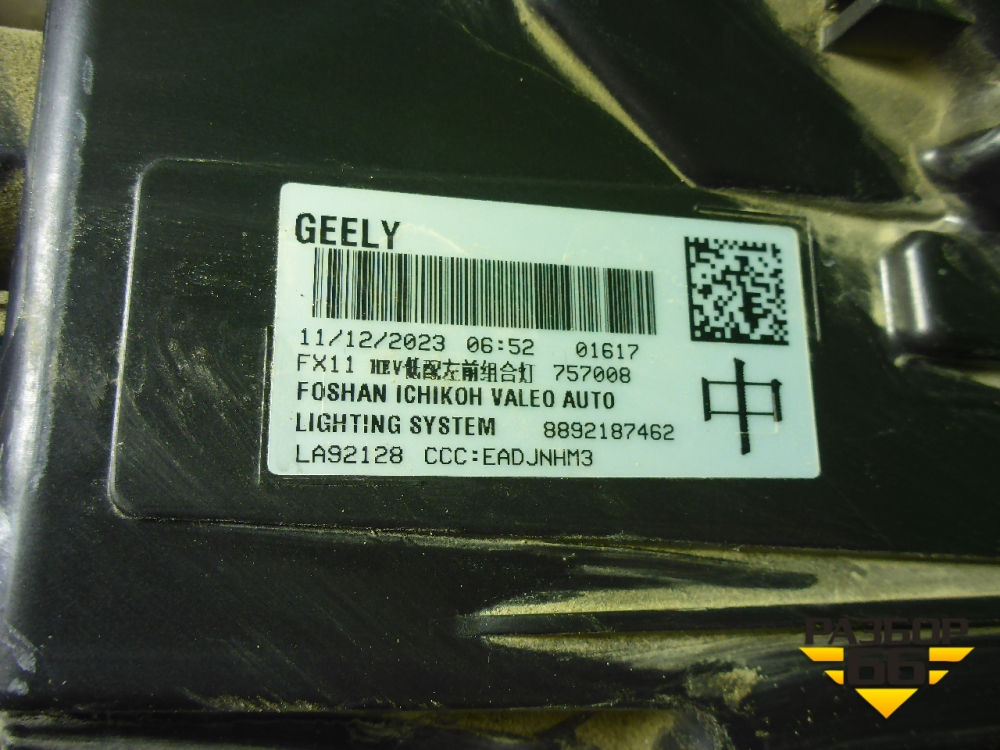 GEELY
11/12/2023 06:52 01617
FX11 HEV低配左前组合灯 757008
FOSHAN ICHIKOH VALEO AUTO
LIGHTING SYSTEM 8892187462
LA92128 CCC:EADJNHM3
中
РАЗБОР
66